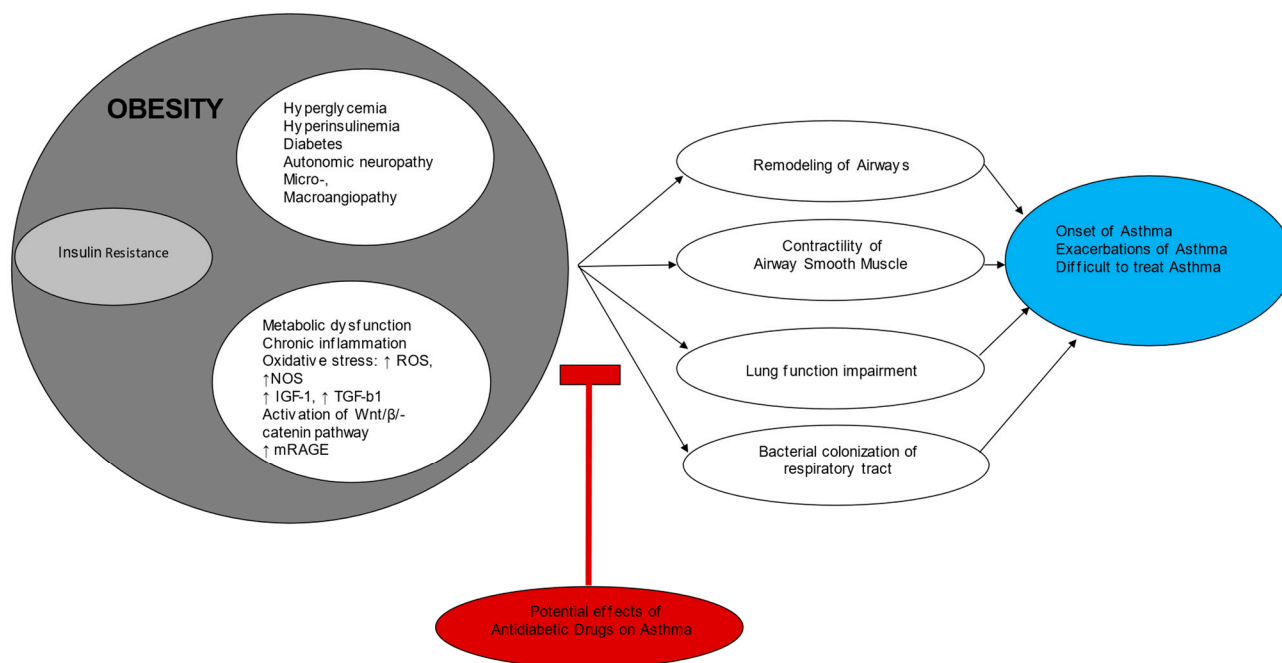 OBESITY
Hyperglycemia
Hyperinsulinemia
Diabetes
Autonomic neuropathy
Micro-,
Macroangiopathy
Insulin Resistance
Metabolic dysfunction
Chronic inflammation
Oxidative stress: ↑ ROS,
↑NOS
↑ IGF-1, ↑ TGF-b1
Activation of Wnt/β/-
catenin pathway
↑ mRAGE
Remodeling of Airways
Contractility of
Airway Smooth Muscle
Lung function impairment
Bacterial colonization of
respiratory tract
Onset of Asthma
Exacerbations of Asthma
Difficult to treat Asthma
Potential effects of
Antidiabetic Drugs on Asthma